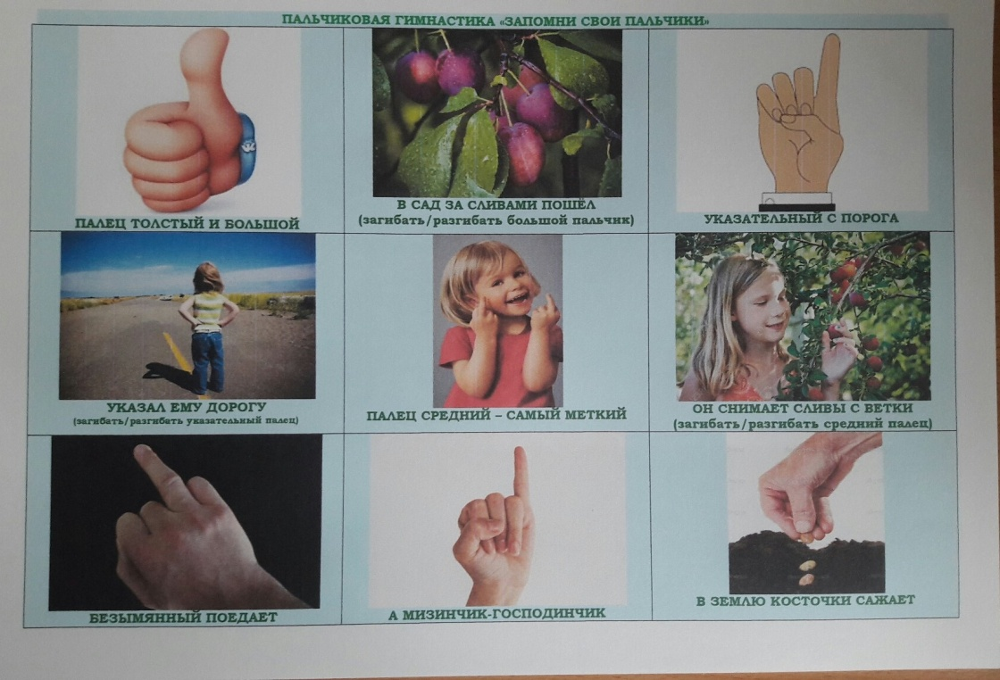 ПАЛЬЧИКОВАЯ ГИМНАСТИКА «ЗАПОМНИ СВОИ ПАЛЬЧИКИ»
ПАЛЕЦ ТОЛСТЫЙ И БОЛЬШОЙ
В САД ЗА СЛИВАМИ ПОШЁЛ
(загибать/разгибать большой пальчик)
УКАЗАТЕЛЬНЫЙ С ПОРОГА
УКАЗАЛ ЕМУ ДОРОГУ
(загибать/разгибать указательный палец)
ПАЛЕЦ СРЕДНИЙ – САМЫЙ МЕТКИЙ
ОН СНИМАЕТ СЛИВЫ С ВЕТКИ
(загибать/разгибать средний палец)
БЕЗЫМЯННЫЙ ПОЕДАЕТ
А МИЗИНЧИК-ГОСПОДИНЧИК
В ЗЕМЛЮ КОСТОЧКИ САЖАЕТ